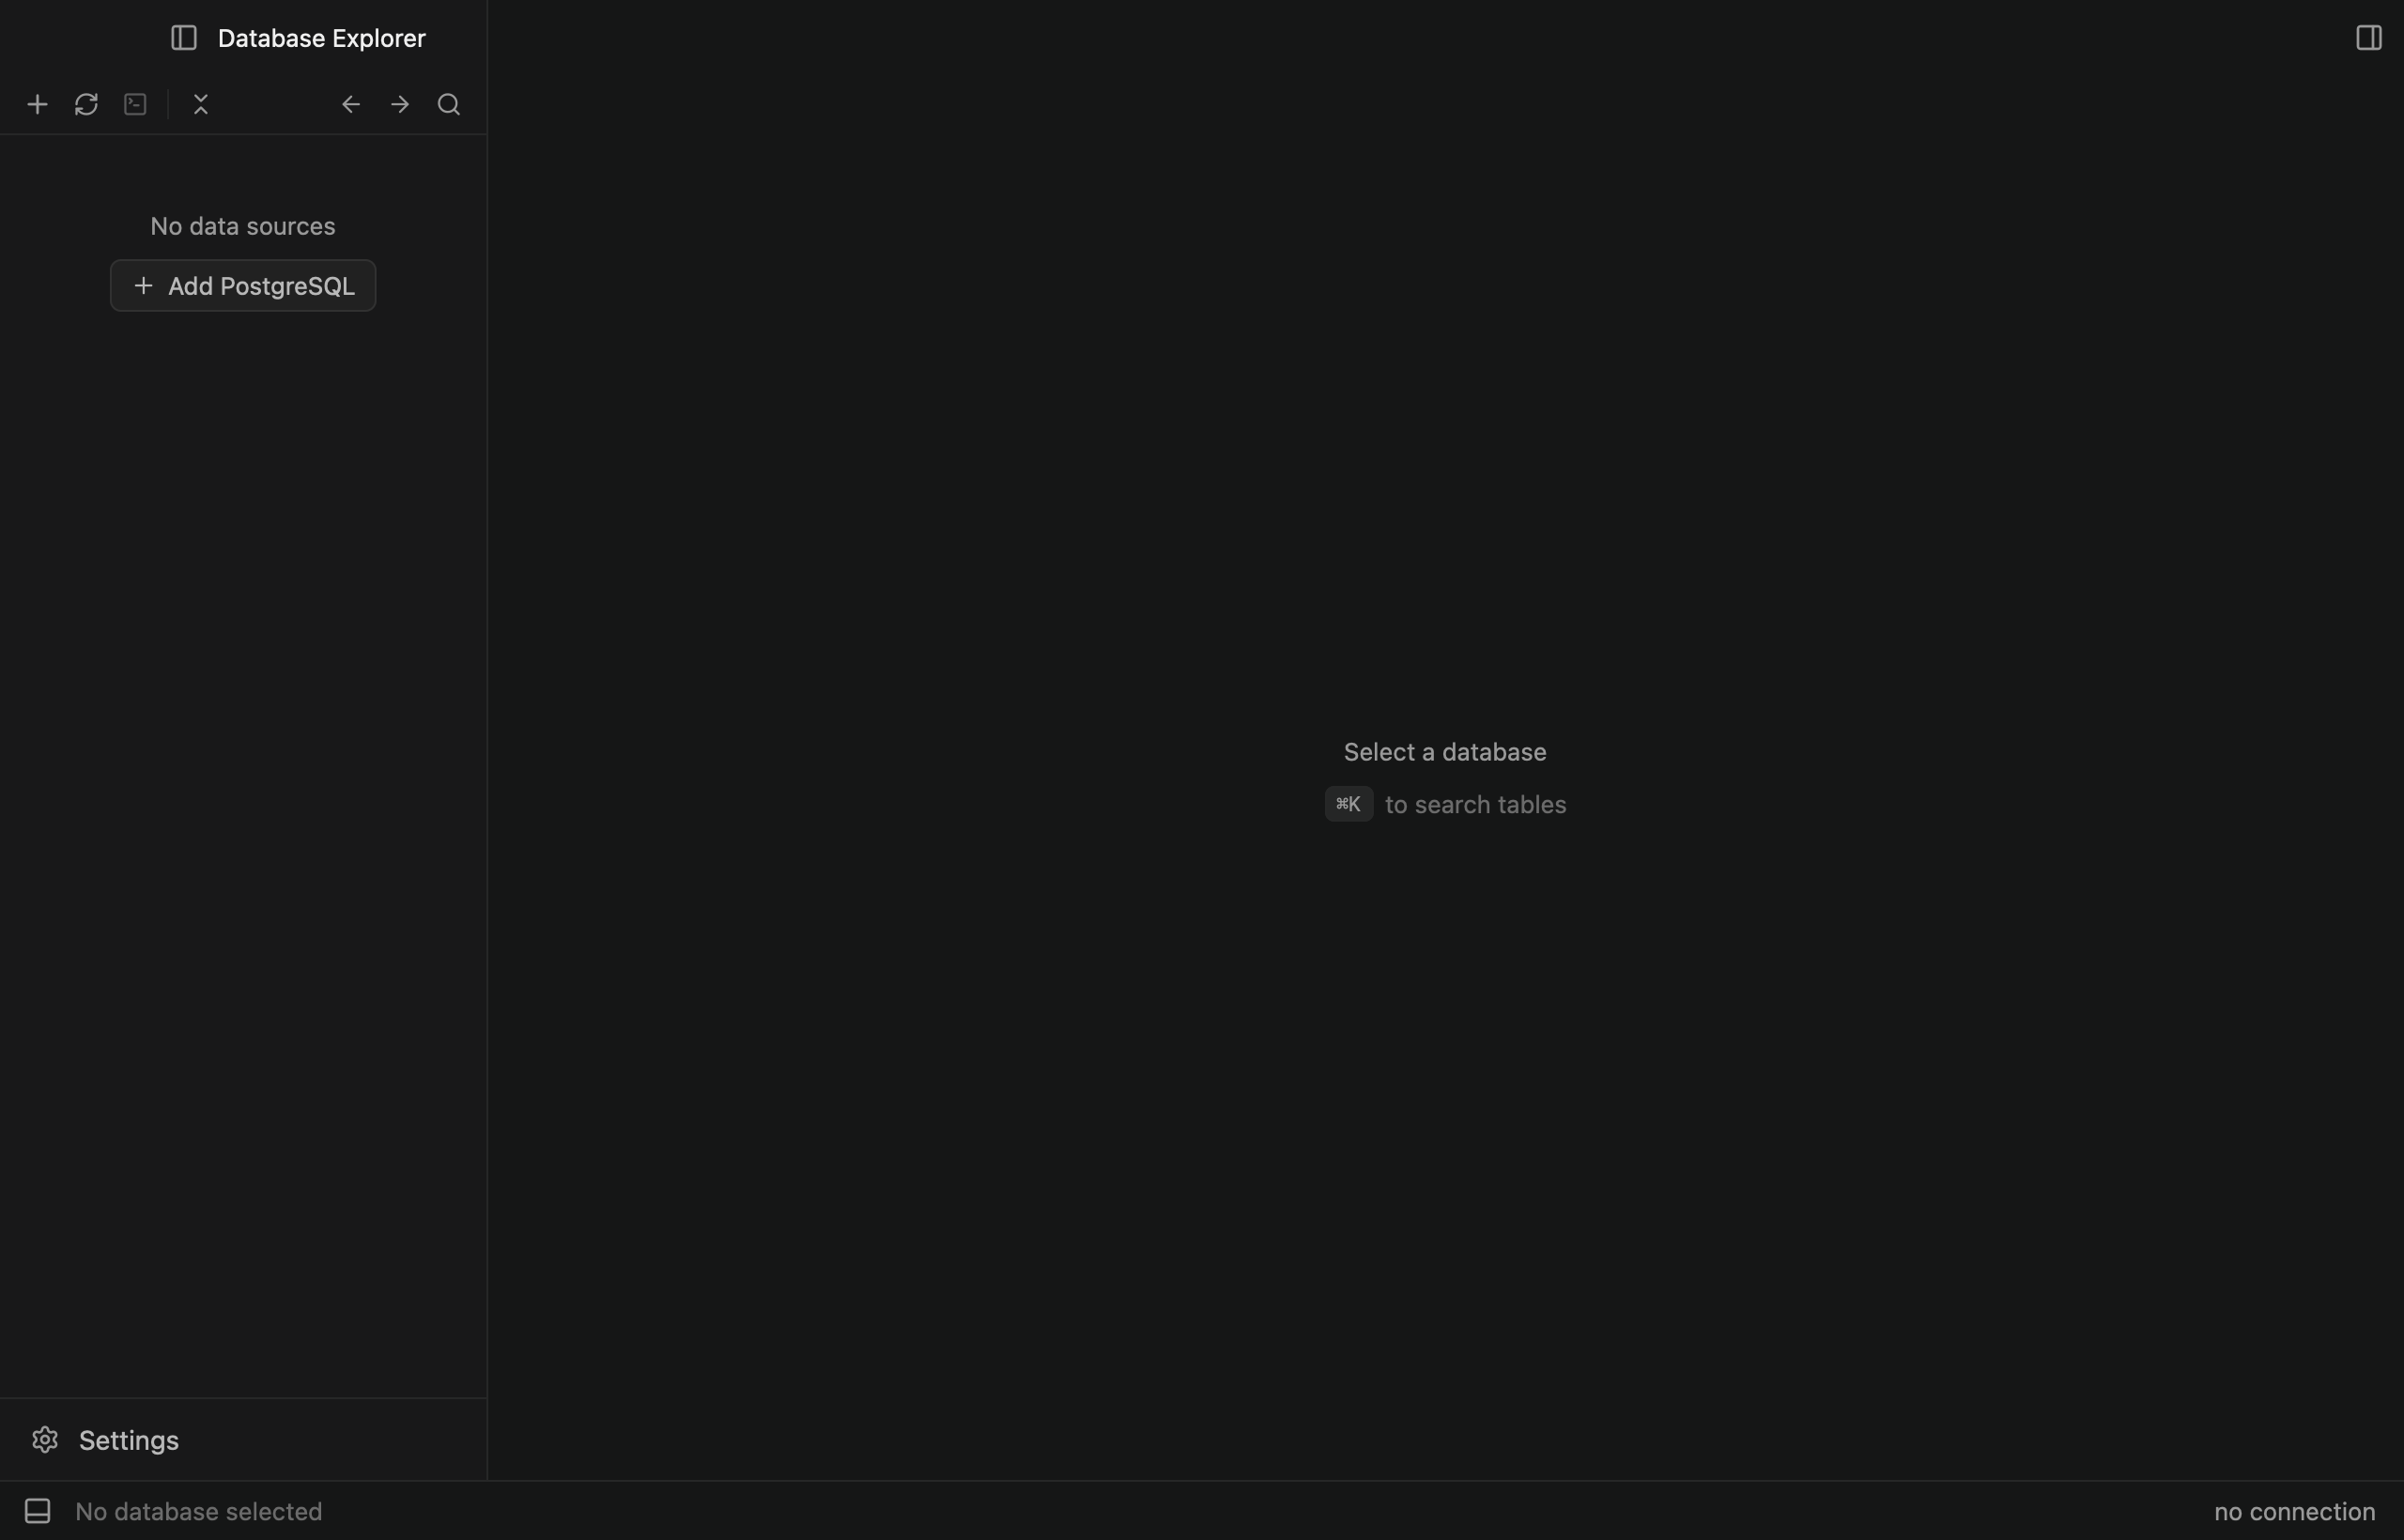 Database Explorer
No data sources
Add PostgreSQL
Select a database
⌘K to search tables
Settings
No database selected
no connection